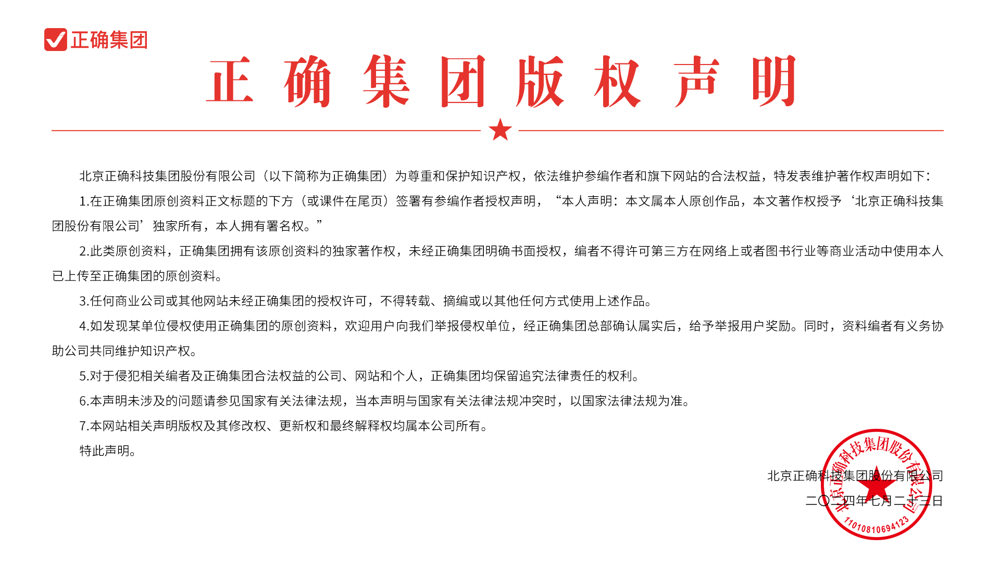 正确集团
正确集团版权声明
北京正确科技集团股份有限公司（以下简称为正确集团）为尊重和保护知识产权，依法维护参编作者和旗下网站的合法权益，特发表维护著作权声明如下：
1.在正确集团原创资料正文标题的下方（或课件在尾页）签署有参编作者授权声明，“本人声明：本文属本人原创作品，本文著作权授予‘北京正确科技集
团股份有限公司’独家所有，本人拥有署名权。”
2.此类原创资料，正确集团拥有该原创资料的独家著作权，未经正确集团明确书面授权，编者不得许可第三方在网络上或者图书行业等商业活动中使用本人
已上传至正确集团的原创资料。
3.任何商业公司或其他网站未经正确集团的授权许可，不得转载、摘编或以其他任何方式使用上述作品。
4.如发现某单位侵权使用正确集团的原创资料，欢迎用户向我们举报侵权单位，经正确集团总部确认属实后，给予举报用户奖励。同时，资料编者有义务协
助公司共同维护知识产权。
5.对于侵犯相关编者及正确集团合法权益的公司、网站和个人，正确集团均保留追究法律责任的权利。
6.本声明未涉及的问题请参见国家有关法律法规，当本声明与国家有关法律法规冲突时，以国家法律法规为准。
7.本网站相关声明版权及其修改权、更新权和最终解释权均属本公司所有。
特此声明。
北京正确科技集团股份有限公司
二〇二四年七月二十三日
北京正确科技集团股份有限公司
11010810694123